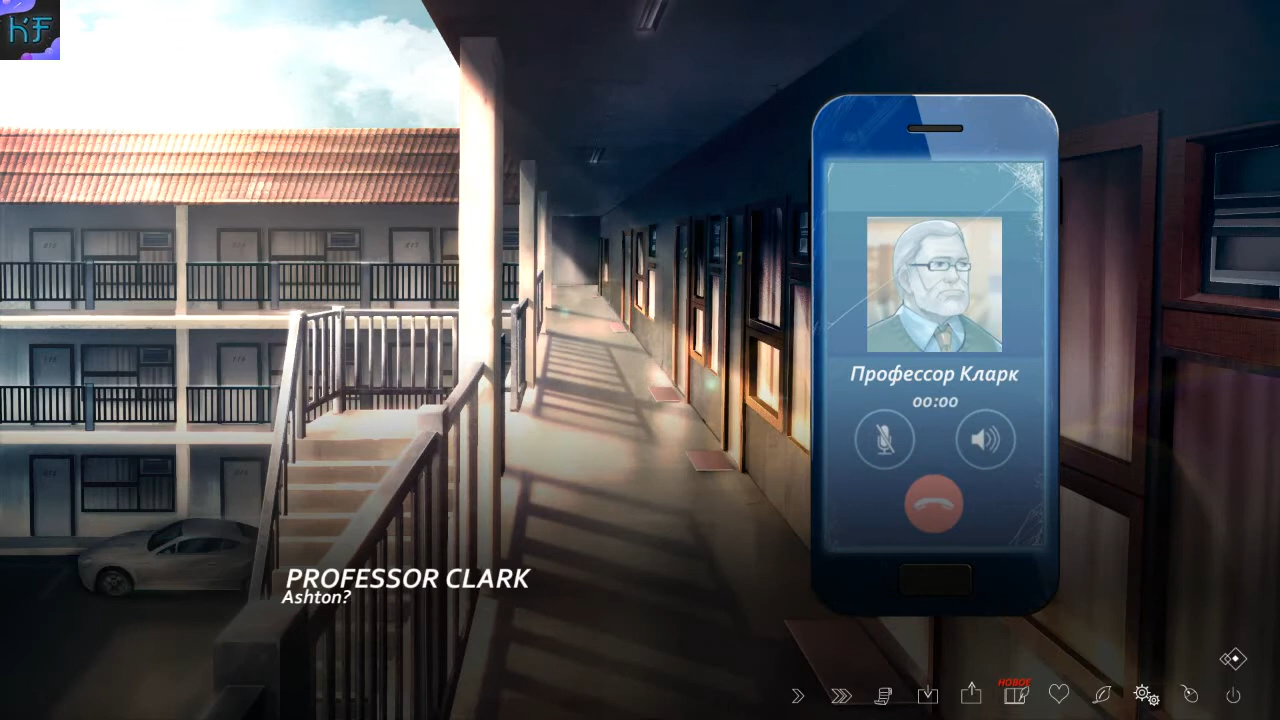 KF
Профессор Кларк
00:00
PROFESSOR CLARK
Ashton?
НОВОЕ